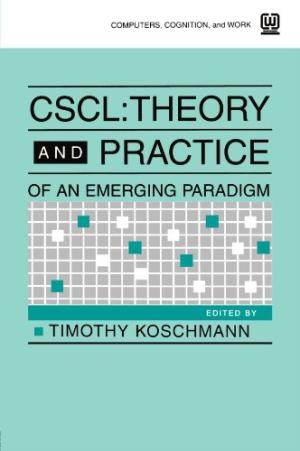 COMPUTERS, COGNITION, and WORK
CSCL:THEORY
AND PRACTICE
OF AN EMERGING PARADIGM
EDITED BY
TIMOTHY KOSCHMANN